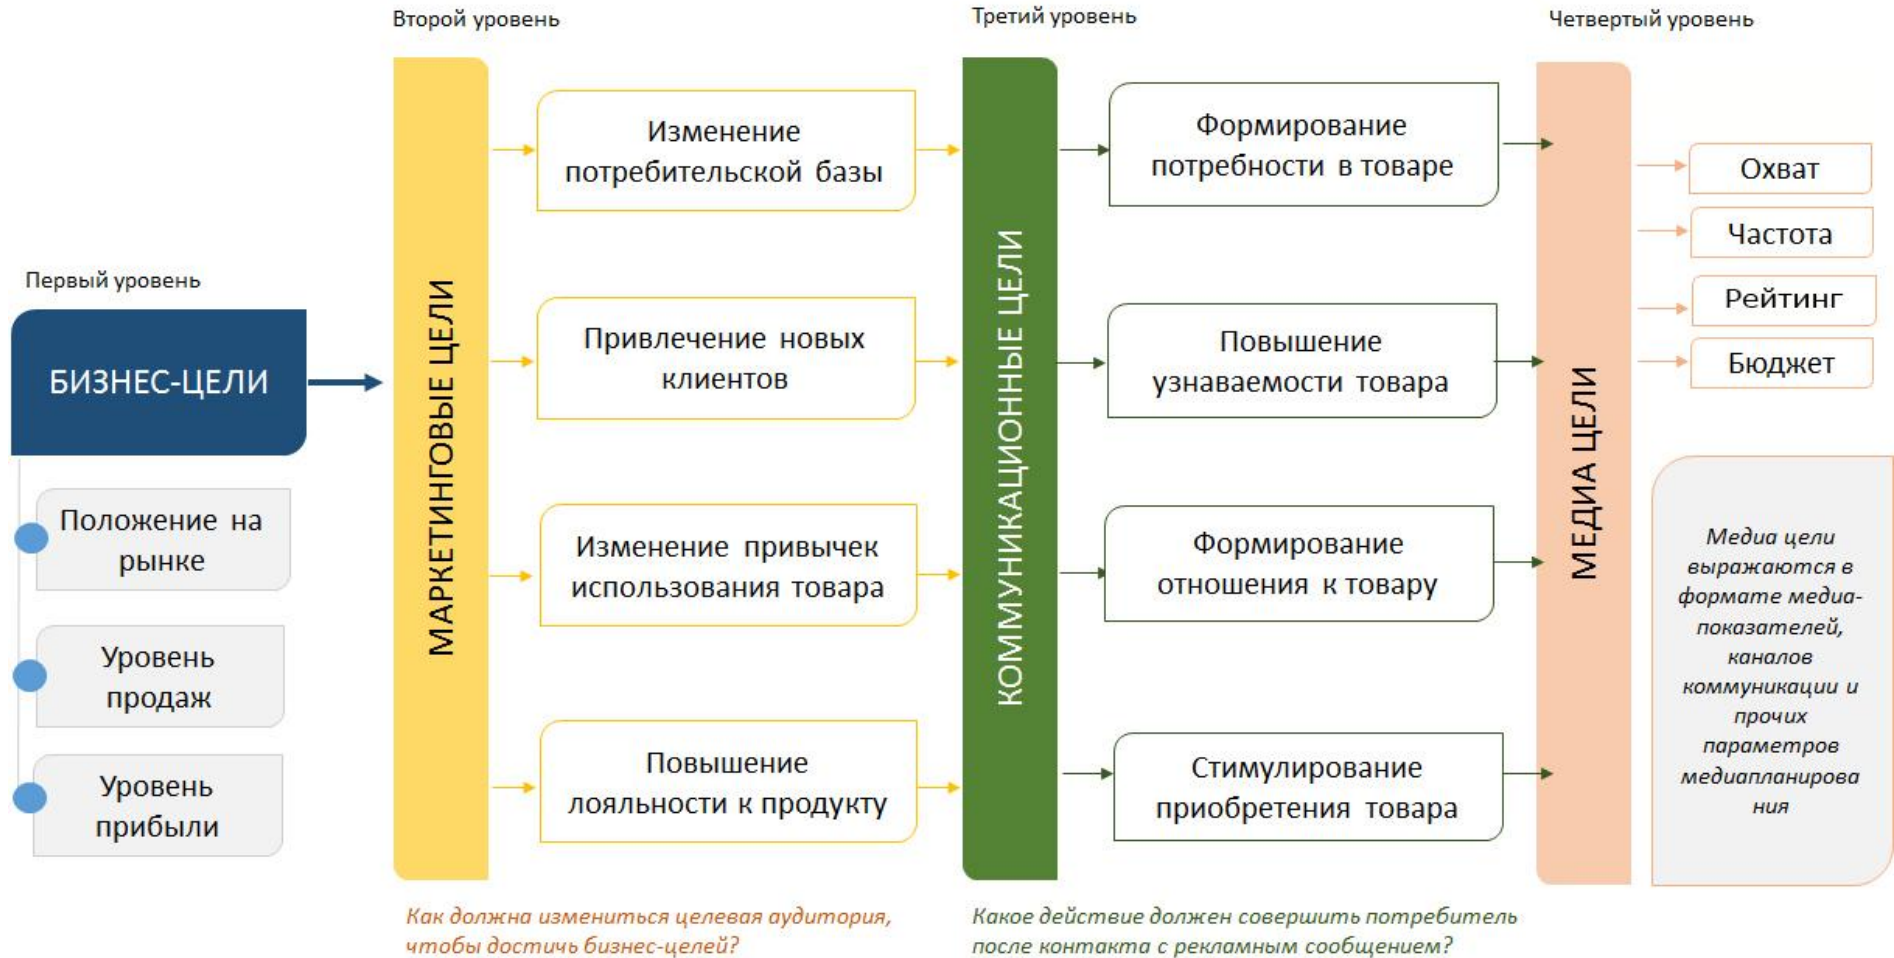 Первый уровень
БИЗНЕС-ЦЕЛИ
Положение на
рынке
Уровень
продаж
Уровень
прибыли
Второй уровень
МАРКЕТИНГОВЫЕ ЦЕЛИ
Изменение
потребительской базы
Привлечение новых
клиентов
Изменение привычек
использования товара
Повышение
лояльности к продукту
Как должна измениться целевая аудитория,
чтобы достичь бизнес-целей?
Третий уровень
КОММУНИКАЦИОННЫЕ ЦЕЛИ
Формирование
потребности в товаре
Повышение
узнаваемости товара
Формирование
отношения к товару
Стимулирование
приобретения товара
Какое действие должен совершить потребитель
после контакта с рекламным сообщением?
Четвертый уровень
МЕДИА ЦЕЛИ
Охват
Частота
Рейтинг
Бюджет
Медиа цели
выражаются в
формате медиа-
показателей,
каналов
коммуникации и
прочих
параметров
медиапланирова
ния